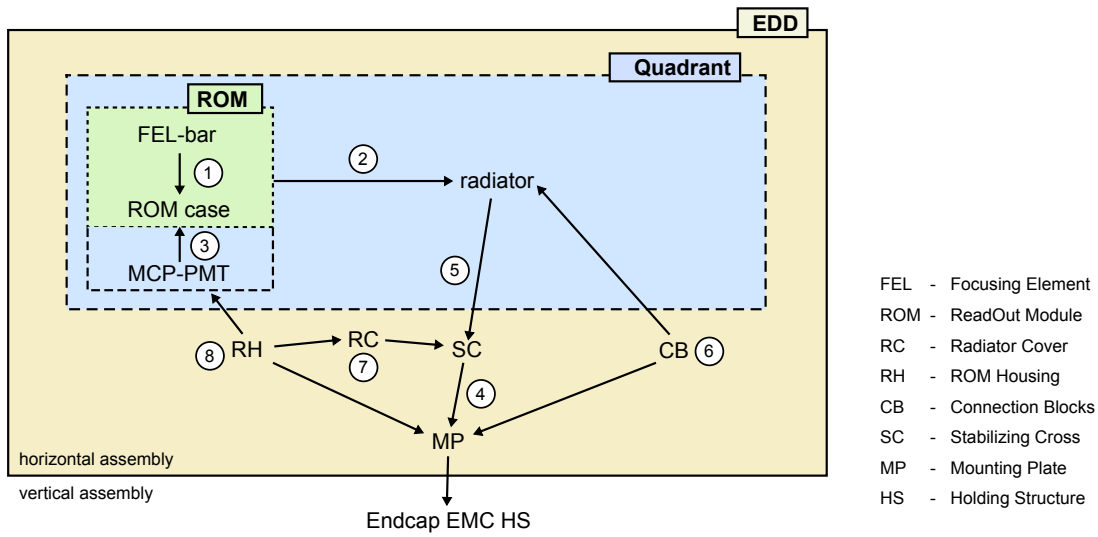 EDD
Quadrant
ROM
FEL-bar
1
2
radiator
ROM case
3
MCP-PMT
5
8
RH
RC
7
SC
CB
6
4
MP
horizontal assembly
vertical assembly
Endcap EMC HS
FEL - Focusing Element
ROM - ReadOut Module
RC - Radiator Cover
RH - ROM Housing
CB - Connection Blocks
SC - Stabilizing Cross
MP - Mounting Plate
HS - Holding Structure